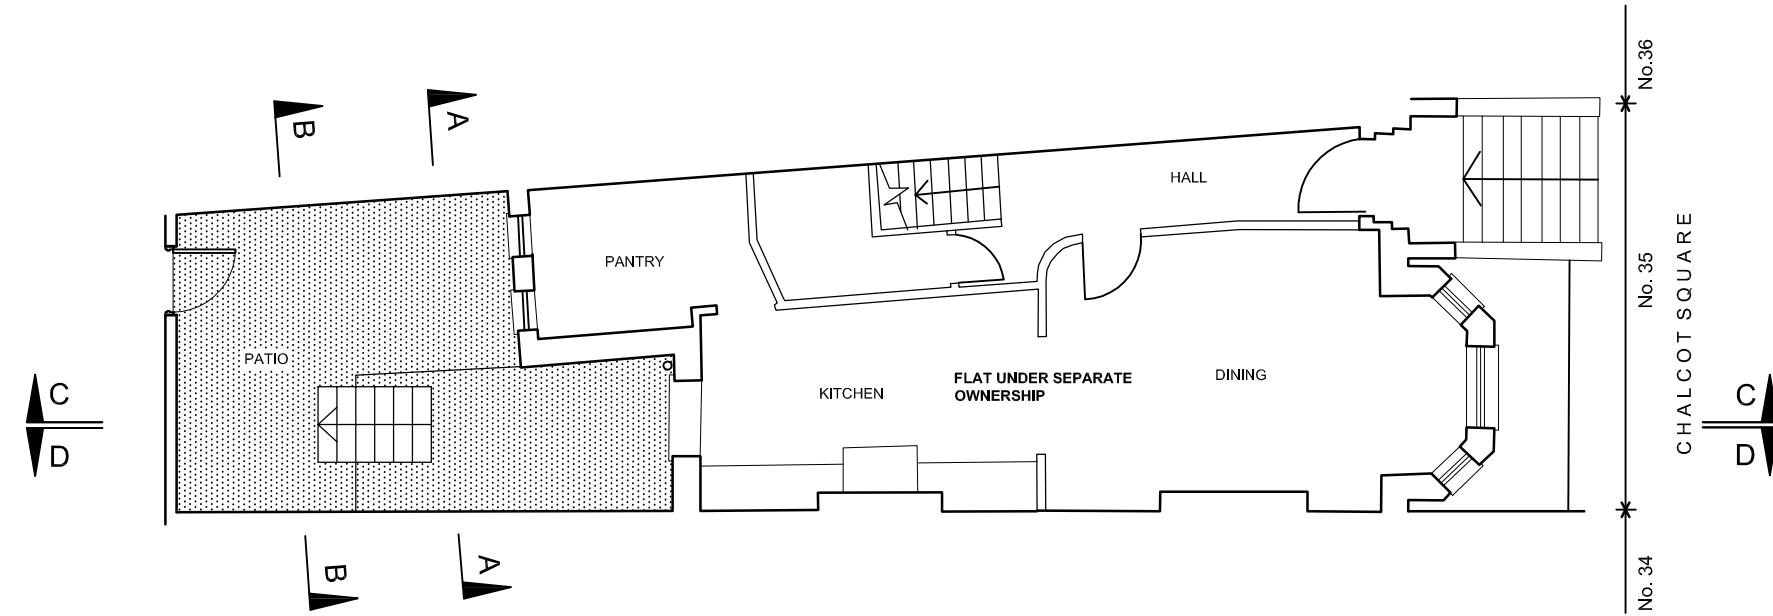 No.36
B
A
HALL
PANTRY
No. 35
CHALCOT SQUARE
PATIO
C
D
KITCHEN
FLAT UNDER SEPARATE
OWNERSHIP
DINING
C
D
B
A
No. 34